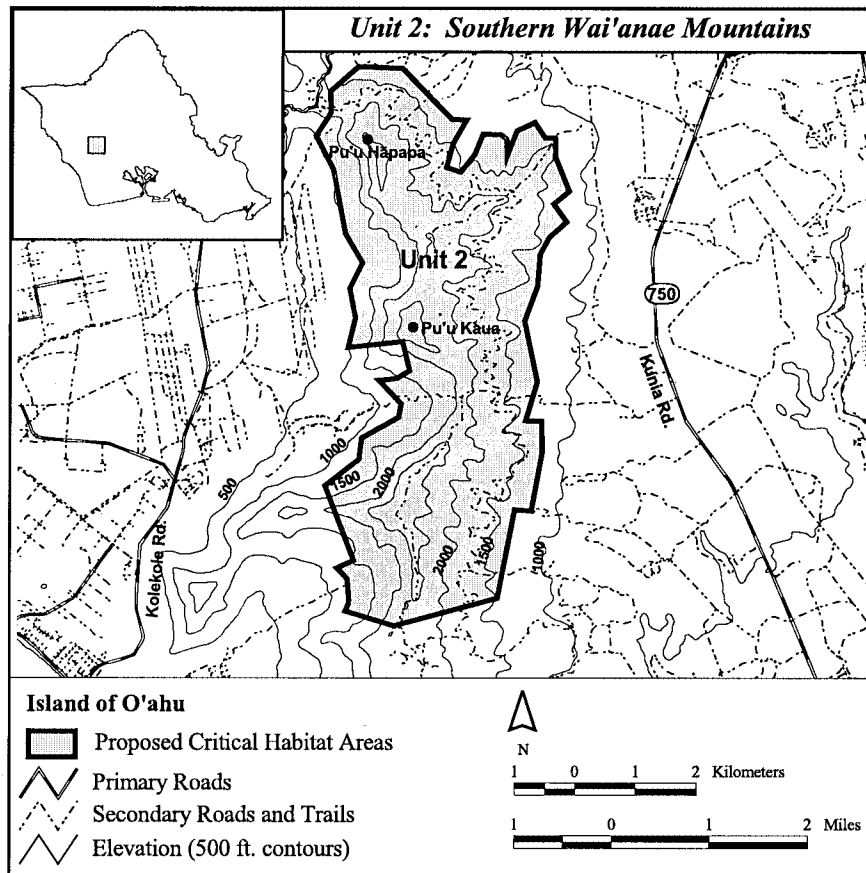 Unit 2: Southern Wai'anae Mountains
Pu'u Hāpapa
Unit 2
750
Pu'u Kaua
Kunia Rd.
1000
500
1500
2000
Kolekole Rd.
2000
1500
1000
Island of O'ahu
Proposed Critical Habitat Areas
Primary Roads
Secondary Roads and Trails
Elevation (500 ft. contours)
N
1 0 1 2 Kilometers
1 0 1 2 Miles